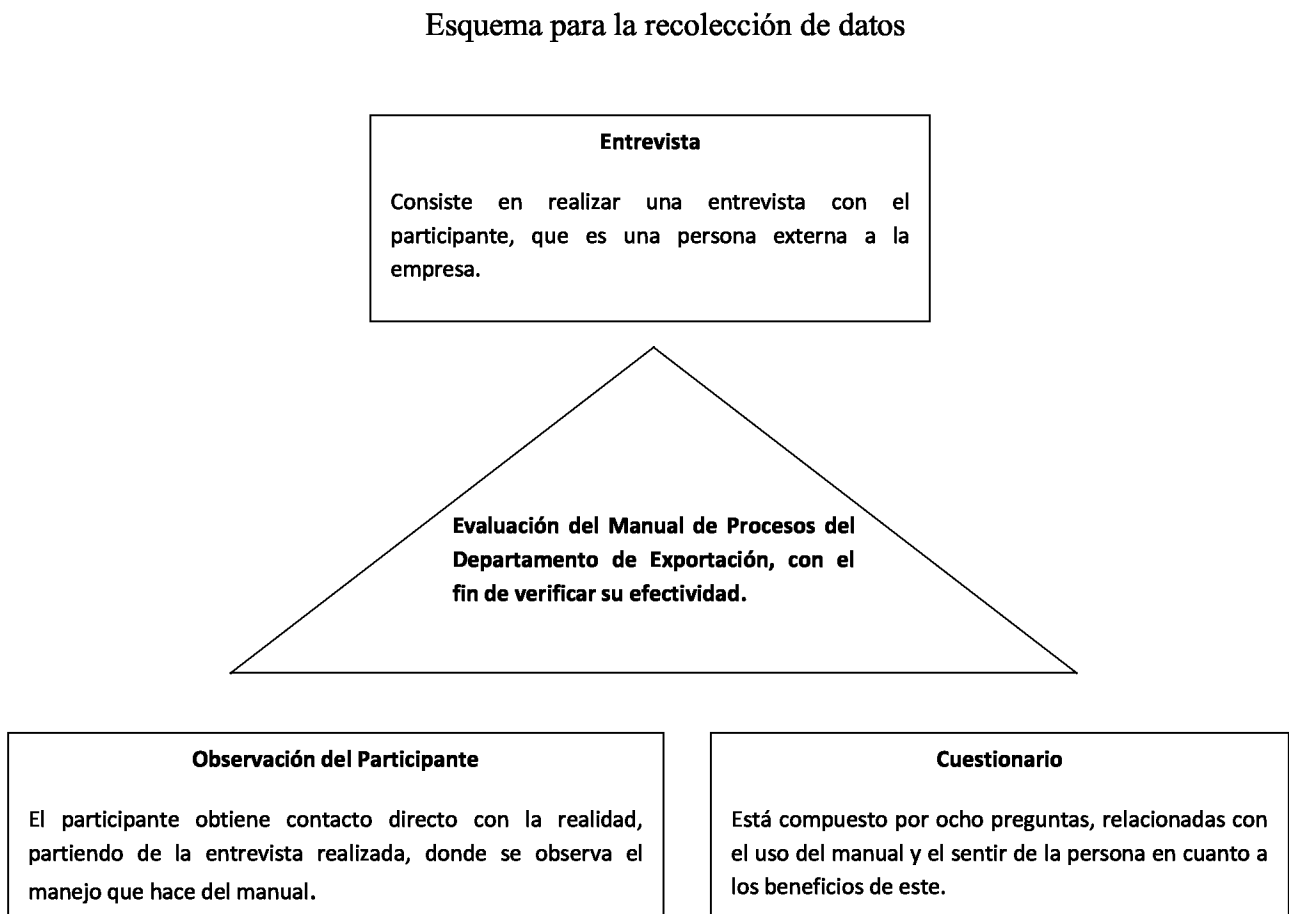 Esquema para la recolección de datos
Entrevista
Consiste en realizar una entrevista con el
participante, que es una persona externa a la
empresa.
Evaluación del Manual de Procesos del
Departamento de Exportación, con el
fin de verificar su efectividad.
Observación del Participante
El participante obtiene contacto directo con la realidad,
partiendo de la entrevista realizada, donde se observa el
manejo que hace del manual.
Cuestionario
Está compuesto por ocho preguntas, relacionadas con
el uso del manual y el sentir de la persona en cuanto a
los beneficios de este.